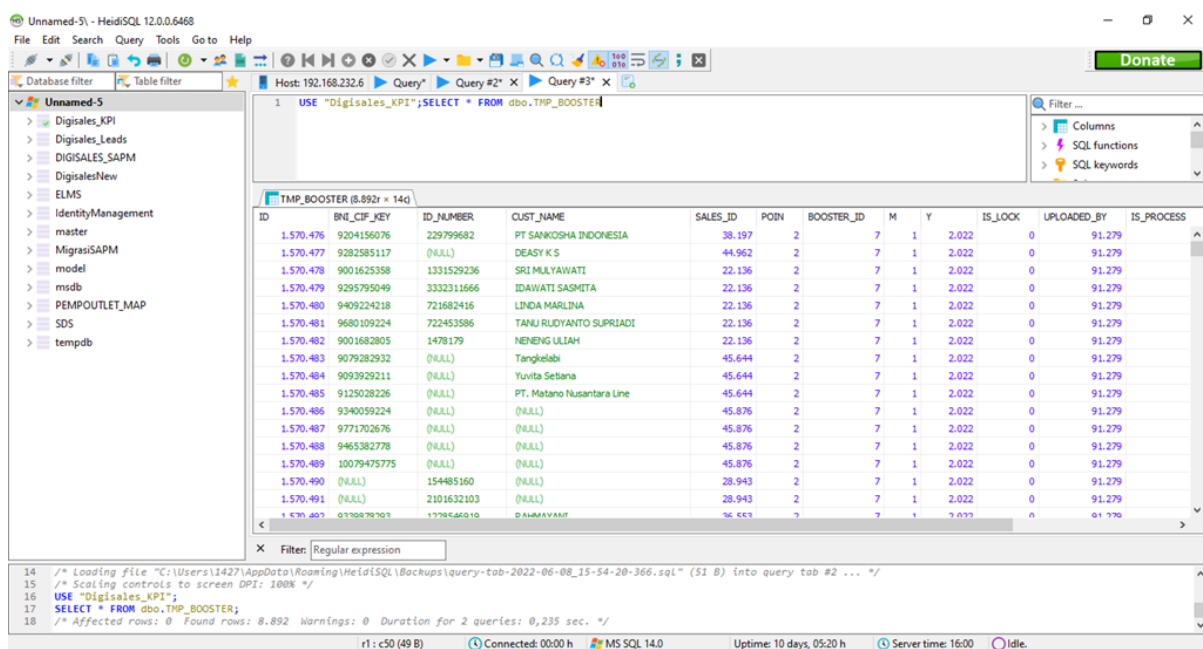 Unnamed-5\ - HeidiSQL 12.0.0.6468
File Edit Search Query Tools Go to Help
Donate
Database filter Table filter Host: 192.168.232.6 Query* Query #2* Query #3*
Unnamed-5
Digisales_KPI
Digisales_Leads
DIGISALES_SAPM
DigisalesNew
ELMS
IdentityManagement
master
MigrasiSAPM
model
msdb
PEMPOUTLET_MAP
SDS
tempdb
1 USE "Digisales_KPI";SELECT * FROM dbo.TMP_BOOSTER
Filter ...
Columns
SQL functions
SQL keywords
TMP_BOOSTER (8.892r × 14c)
ID BNI_CIF_KEY ID_NUMBER CUST_NAME SALES_ID POIN BOOSTER_ID M Y IS_LOCK UPLOADED_BY IS_PROCESS
1.570.476 9204156076 229799682 PT SANKOSHA INDONESIA 38.197 2 7 1 2.022 0 91.279
1.570.477 9282585117 (NULL) DEASY K S 44.962 2 7 1 2.022 0 91.279
1.570.478 9001625358 1331529236 SRI MULYAWATI 22.136 2 7 1 2.022 0 91.279
1.570.479 9295795049 3332311666 IDAWATI SASMITA 22.136 2 7 1 2.022 0 91.279
1.570.480 9409224218 721682416 LINDA MARLINA 22.136 2 7 1 2.022 0 91.279
1.570.481 9680109224 722453586 TANU RUDYANTO SUPRIADI 22.136 2 7 1 2.022 0 91.279
1.570.482 9001682805 1478179 NENENG ULIAH 22.136 2 7 1 2.022 0 91.279
1.570.483 9079282932 (NULL) Tangkelabi 45.644 2 7 1 2.022 0 91.279
1.570.484 9093929211 (NULL) Yuvita Setiana 45.644 2 7 1 2.022 0 91.279
1.570.485 9125028226 (NULL) PT. Matano Nusantara Line 45.644 2 7 1 2.022 0 91.279
1.570.486 9340059224 (NULL) (NULL) 45.876 2 7 1 2.022 0 91.279
1.570.487 9771702676 (NULL) (NULL) 45.876 2 7 1 2.022 0 91.279
1.570.488 9465382778 (NULL) (NULL) 45.876 2 7 1 2.022 0 91.279
1.570.489 10079475775 (NULL) (NULL) 45.876 2 7 1 2.022 0 91.279
1.570.490 (NULL) 154485160 (NULL) 28.943 2 7 1 2.022 0 91.279
1.570.491 (NULL) 2101632103 (NULL) 28.943 2 7 1 2.022 0 91.279
1.570.492 9339878293 1228546919 RAHMAYANI 36.553 2 7 1 2.022 0 91.279
Filter: Regular expression
14 /* Loading file "C:\Users\1427\AppData\Roaming\HeidiSQL\Backups\query-tab-2022-06-08_15-54-20-366.sql" (51 B) into query tab #2 ... */
15 /* Scaling controls to screen DPI: 100% */
16 USE "Digisales_KPI";
17 SELECT * FROM dbo.TMP_BOOSTER;
18 /* Affected rows: 0 Found rows: 8.892 Warnings: 0 Duration for 2 queries: 0,235 sec. */
r1 : c50 (49 B) Connected: 00:00 h MS SQL 14.0 Uptime: 10 days, 05:20 h Server time: 16:00 Idle.